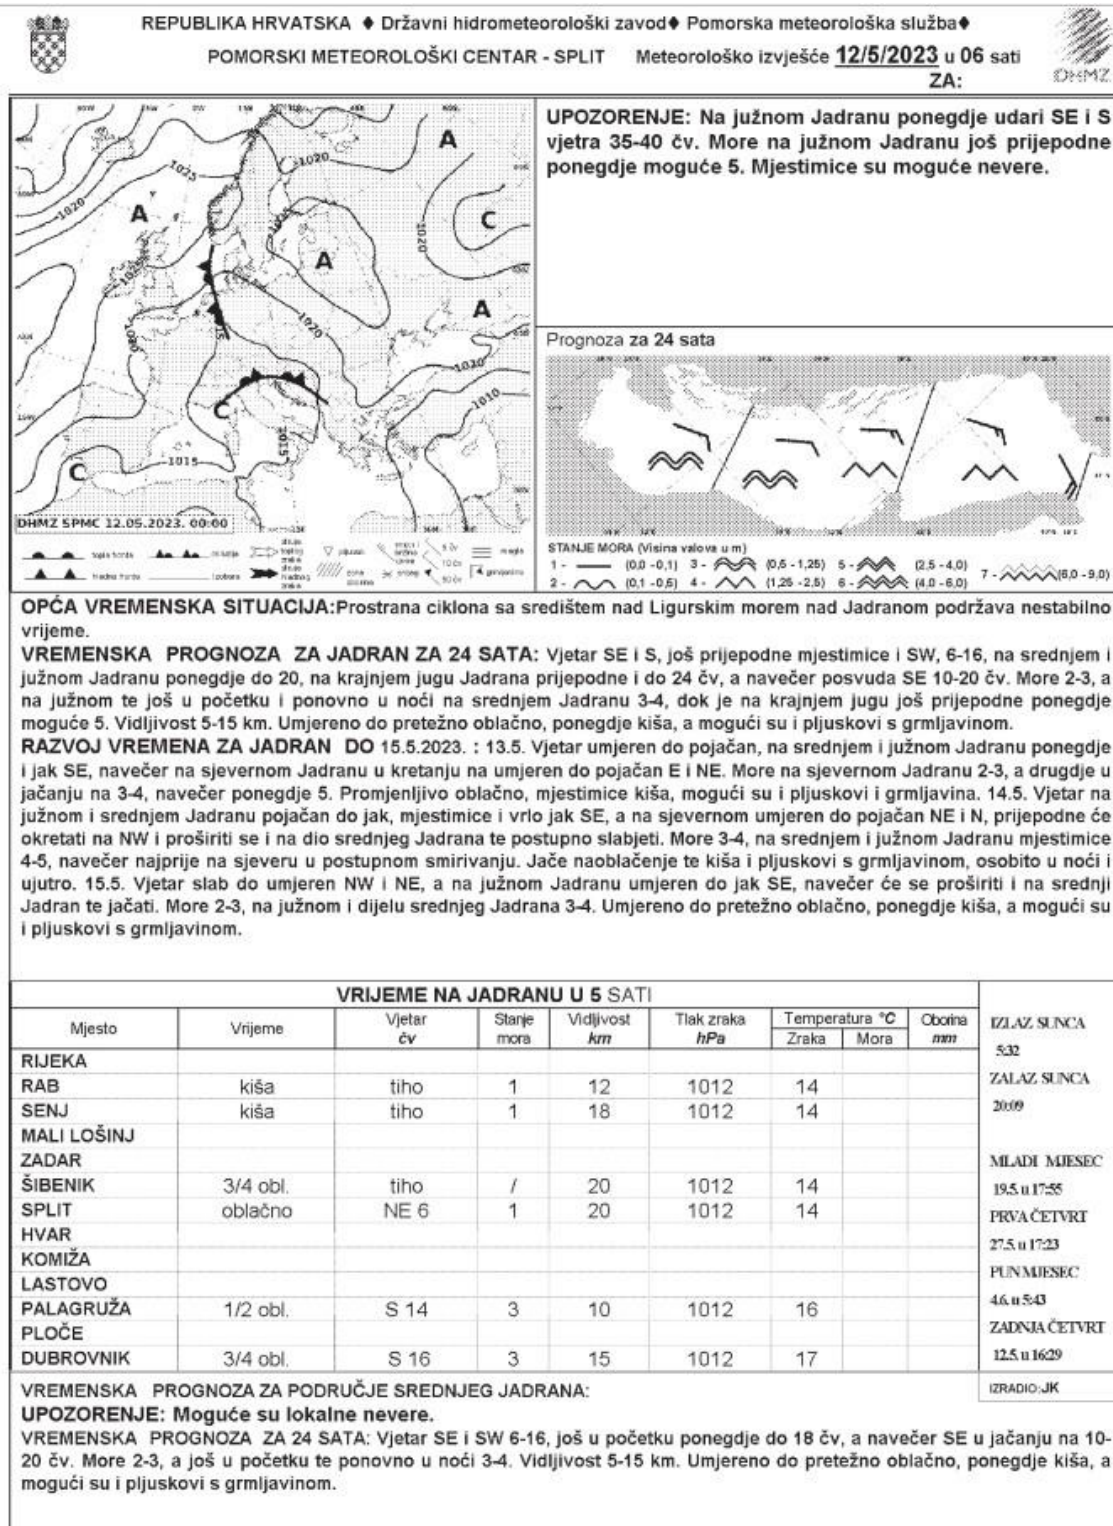 REPUBLIKA HRVATSKA ♦ Državni hidrometeorološki zavod♦ Pomorska meteorološka služba♦
POMORSKI METEOROLOŠKI CENTAR - SPLIT Meteorološko izvješće 12/5/2023 u 06 sati
ZA:
DHMZ
UPOZORENJE: Na južnom Jadranu ponegdje udari SE i S
vjetra 35-40 čv. More na južnom Jadranu još prijepodne
ponegdje moguće 5. Mjestimice su moguće nevere.
A
1020
1025
1020
A
C
1020
A
A
1020
1020
1010
C
1015
1015
C
DHMZ SPMC 12.05.2023. 00:00
Prognoza za 24 sata
STANJE MORA (Visina valova u m)
1 - (0,0 -0,1) 3 - (0,5 - 1,25) 5 - (2,5 - 4,0)
2 - (0,1 -0,5) 4 - (1,25 - 2,5) 6 - (4,0 - 6,0) 7 - (6,0 - 9,0)
OPĆA VREMENSKA SITUACIJA:Prostrana ciklona sa središtem nad Ligurskim morem nad Jadranom podržava nestabilno
vrijeme.
VREMENSKA PROGNOZA ZA JADRAN ZA 24 SATA: Vjetar SE i S, još prijepodne mjestimice i SW, 6-16, na srednjem i
južnom Jadranu ponegdje do 20, na krajnjem jugu Jadrana prijepodne i do 24 čv, a navečer posvuda SE 10-20 čv. More 2-3, a
na južnom te još u početku i ponovno u noći na srednjem Jadranu 3-4, dok je na krajnjem jugu još prijepodne ponegdje
moguće 5. Vidljivost 5-15 km. Umjereno do pretežno oblačno, ponegdje kiša, a mogući su i pljuskovi s grmljavinom.
RAZVOJ VREMENA ZA JADRAN DO 15.5.2023. : 13.5. Vjetar umjeren do pojačan, na srednjem i južnom Jadranu ponegdje
i jak SE, navečer na sjevernom Jadranu u kretanju na umjeren do pojačan E i NE. More na sjevernom Jadranu 2-3, a drugdje u
jačanju na 3-4, navečer ponegdje 5. Promjenljivo oblačno, mjestimice kiša, mogući su i pljuskovi i grmljavina. 14.5. Vjetar na
južnom i srednjem Jadranu pojačan do jak, mjestimice i vrlo jak SE, a na sjevernom umjeren do pojačan NE i N, prijepodne će
okretati na NW i proširiti se i na dio srednjeg Jadrana te postupno slabjeti. More 3-4, na srednjem i južnom Jadranu mjestimice
4-5, navečer najprije na sjeveru u postupnom smirivanju. Jače naoblačenje te kiša i pljuskovi s grmljavinom, osobito u noći i
ujutro. 15.5. Vjetar slab do umjeren NW i NE, a na južnom Jadranu umjeren do jak SE, navečer će se proširiti i na srednji
Jadran te jačati. More 2-3, na južnom i dijelu srednjeg Jadrana 3-4. Umjereno do pretežno oblačno, ponegdje kiša, a mogući su
i pljuskovi s grmljavinom.
VRIJEME NA JADRANU U 5 SATI
Mjesto Vrijeme Vjetar čv Stanje mora Vidljivost km Tlak zraka hPa Temperatura °C Zraka Mora Oborina mm
RIJEKA
RAB kiša tiho 1 12 1012 14
SENJ kiša tiho 1 18 1012 14
MALI LOŠINJ
ZADAR
ŠIBENIK 3/4 obl. tiho / 20 1012 14
SPLIT oblačno NE 6 1 20 1012 14
HVAR
KOMIŽA
LASTOVO
PALAGRUŽA 1/2 obl. S 14 3 10 1012 16
PLOČE
DUBROVNIK 3/4 obl. S 16 3 15 1012 17
IZLAZ SUNCA
5:32
ZALAZ SUNCA
20:09
MLADI MJESEC
19.5. u 17:55
PRVA ČETVRT
27.5. u 17:23
PUN MJESEC
4.6. u 5:43
ZADNJA ČETVRT
12.5. u 16:29
IZRADIO:JK
VREMENSKA PROGNOZA ZA PODRUČJE SREDNJEG JADRANA:
UPOZORENJE: Moguće su lokalne nevere.
VREMENSKA PROGNOZA ZA 24 SATA: Vjetar SE i SW 6-16, još u početku ponegdje do 18 čv, a navečer SE u jačanju na 10-
20 čv. More 2-3, a još u početku te ponovno u noći 3-4. Vidljivost 5-15 km. Umjereno do pretežno oblačno, ponegdje kiša, a
mogući su i pljuskovi s grmljavinom.